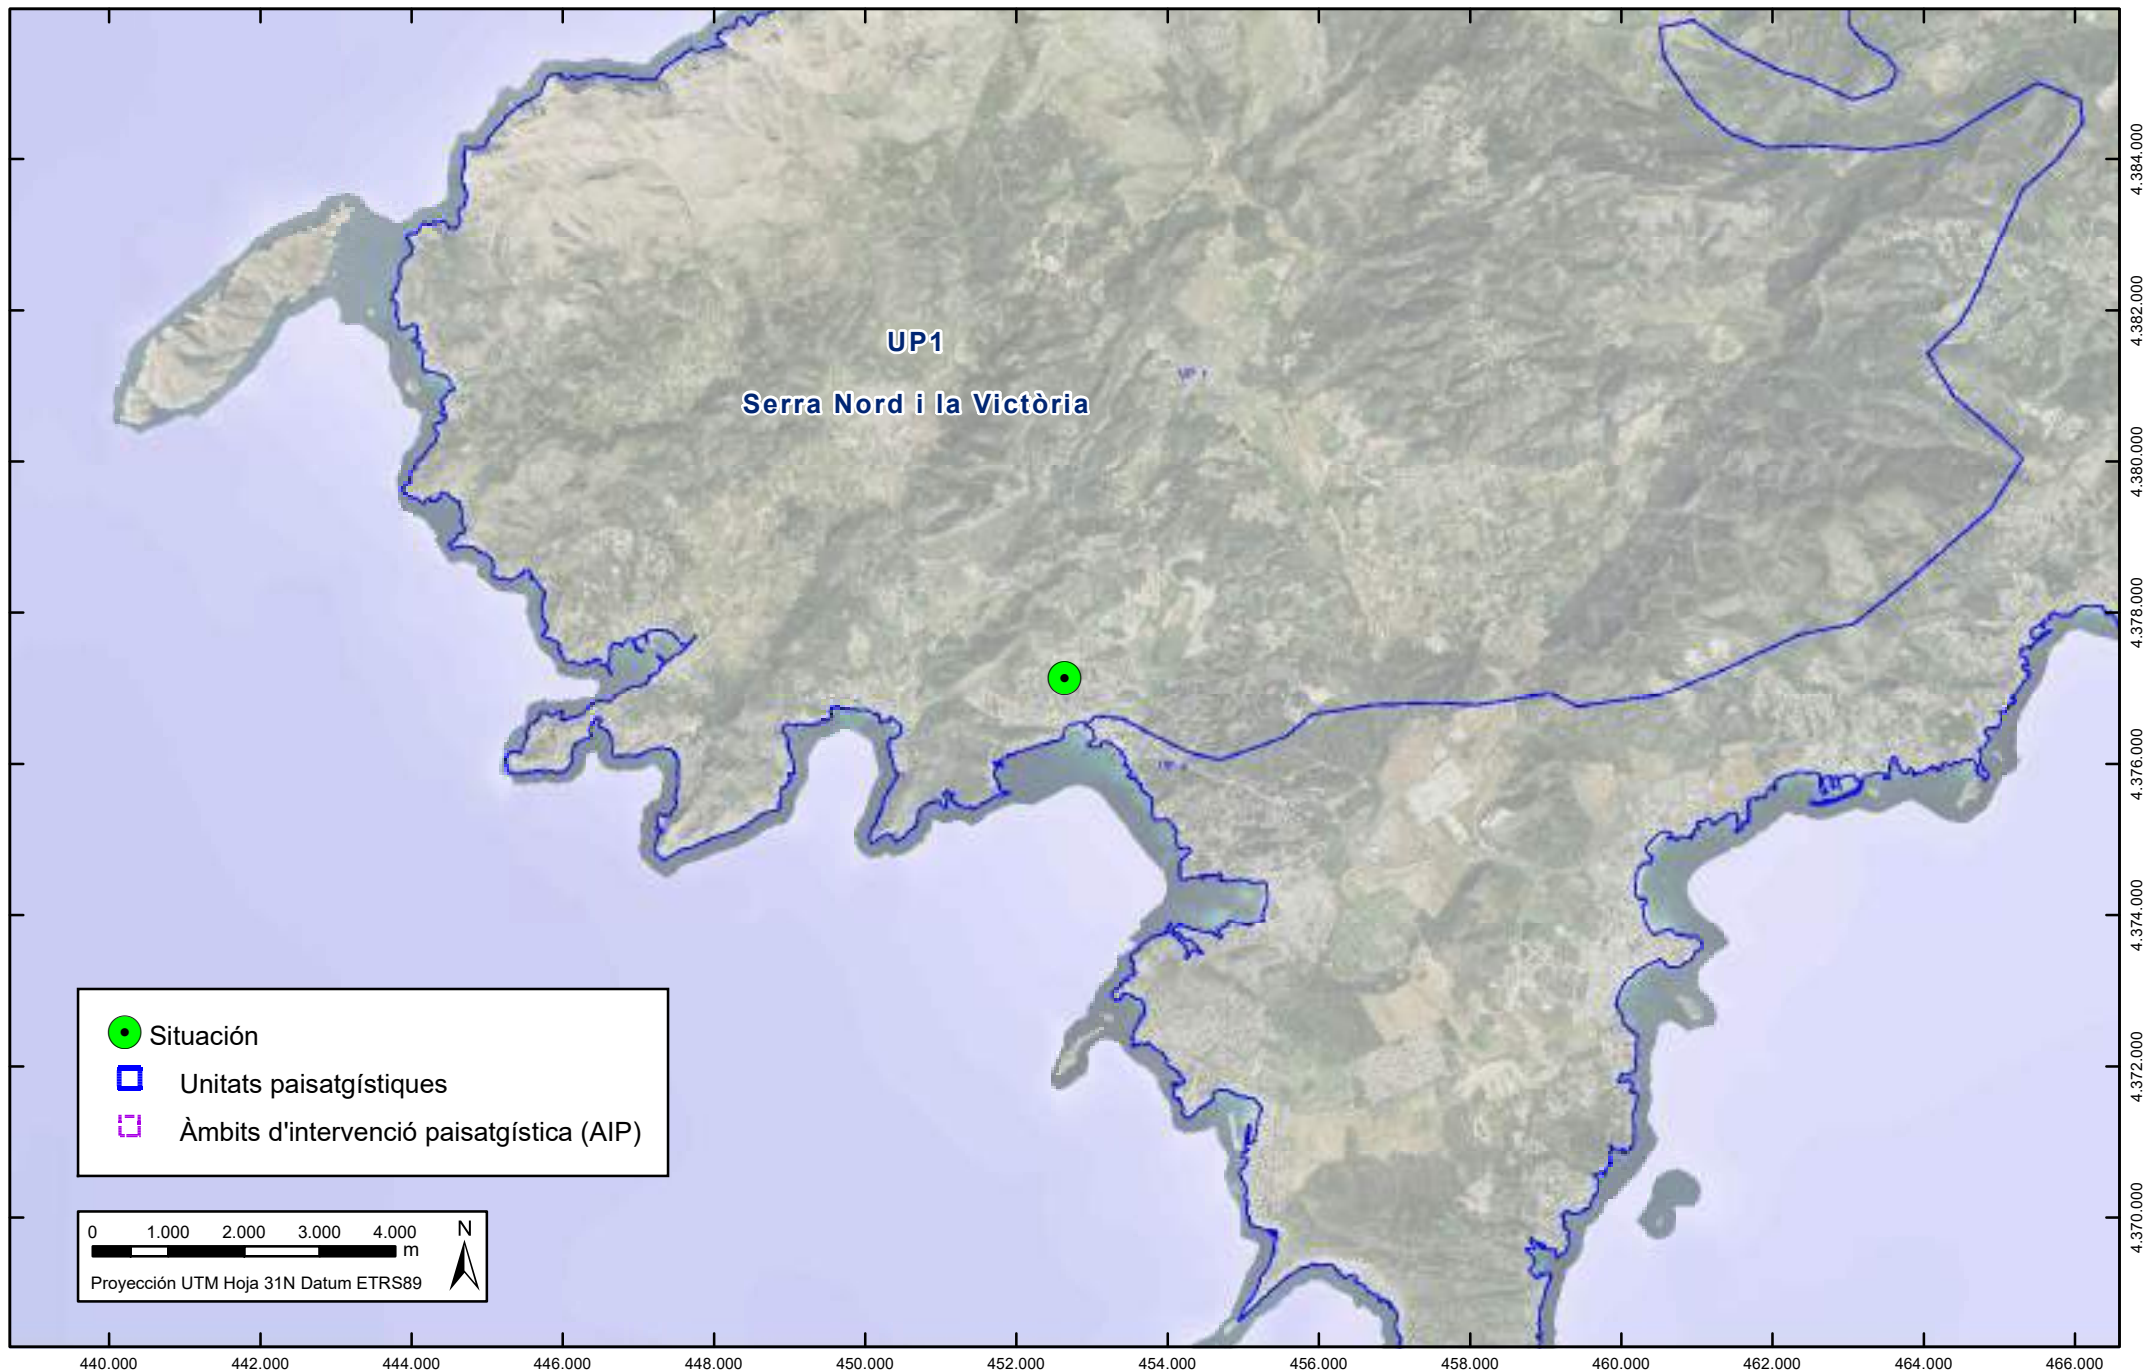 UP1
Serra Nord i la Victòria
UP 1
Situación
Unitats paisatgístiques
Àmbits d'intervenció paisatgística (AIP)
0 1.000 2.000 3.000 4.000
m
N
Proyección UTM Hoja 31N Datum ETRS89
4.384.000
4.382.000
4.380.000
4.378.000
4.376.000
4.374.000
4.372.000
4.370.000
440.000 442.000 444.000 446.000 448.000 450.000 452.000 454.000 456.000 458.000 460.000 462.000 464.000 466.000